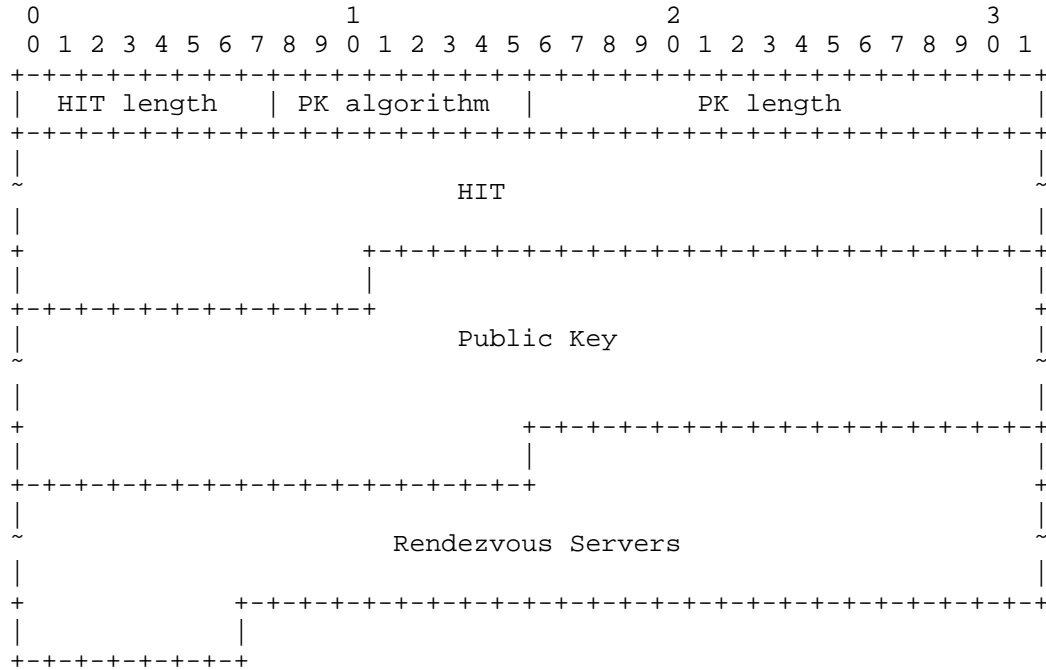 0 1 2 3
0 1 2 3 4 5 6 7 8 9 0 1 2 3 4 5 6 7 8 9 0 1 2 3 4 5 6 7 8 9 0 1
HIT length | PK algorithm | PK length
HIT
Public Key
Rendezvous Servers